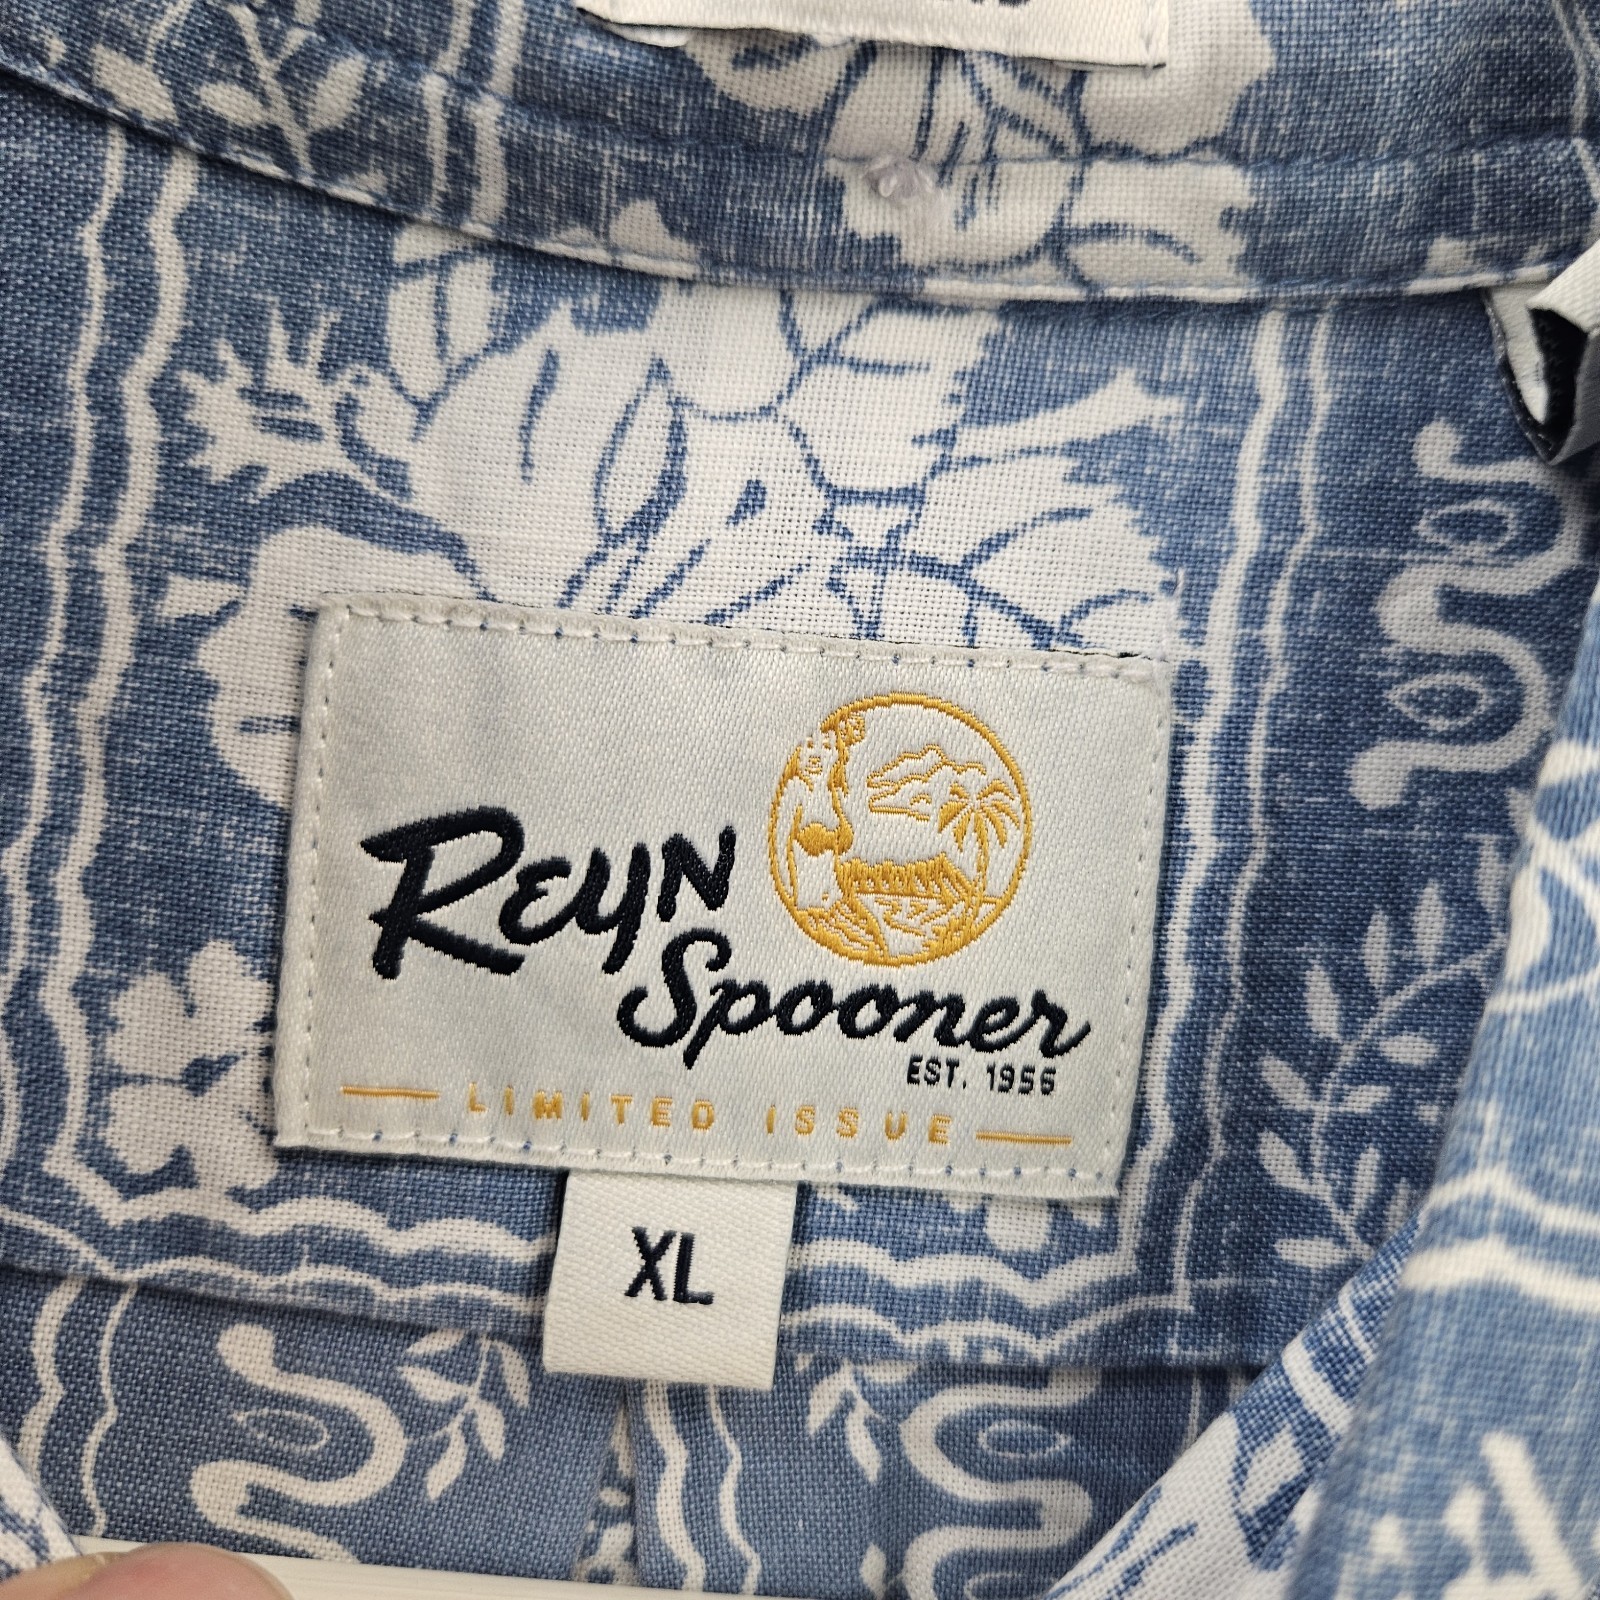 REYN
Spooner
EST. 1956
LIMITED ISSUE
XL